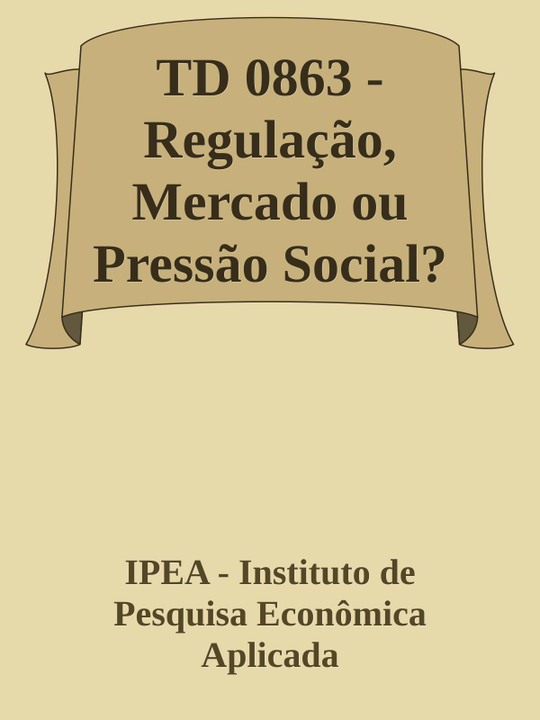 TD 0863 -
Regulação,
Mercado ou
Pressão Social?
IPEA - Instituto de
Pesquisa Econômica
Aplicada